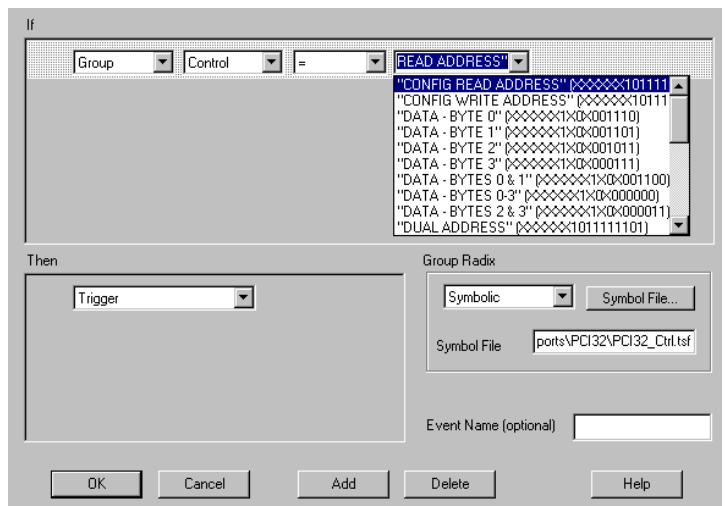 If
Group Control = READ ADDRESS"
"CONFIG READ ADDRESS" (XXXXXX101111
"CONFIG WRITE ADDRESS" (XXXXXX10111
"DATA - BYTE 0" (XXXXXX1X0X001110)
"DATA - BYTE 1" (XXXXXX1X0X001101)
"DATA - BYTE 2" (XXXXXX1X0X001011)
"DATA - BYTE 3" (XXXXXX1X0X000111)
"DATA - BYTES 0 & 1" (XXXXXX1X0X001100)
"DATA - BYTES 0-3" (XXXXXX1X0X000000)
"DATA - BYTES 2 & 3" (XXXXXX1X0X000011)
"DUAL ADDRESS" (XXXXXX1011111101)
Then
Trigger
Group Radix
Symbolic Symbol File...
Symbol File ports\PCI32\PCI32_Ctrl.tsf
Event Name (optional)
OK Cancel Add Delete Help